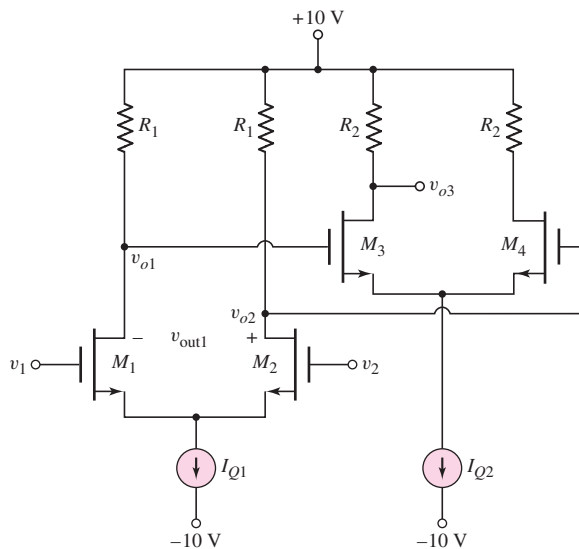 +10 V
R1 R1 R2 R2
vo3
M3 M4
vo1
vo2
− vout1 +
v1 M1 M2 v2
IQ1 IQ2
−10 V −10 V